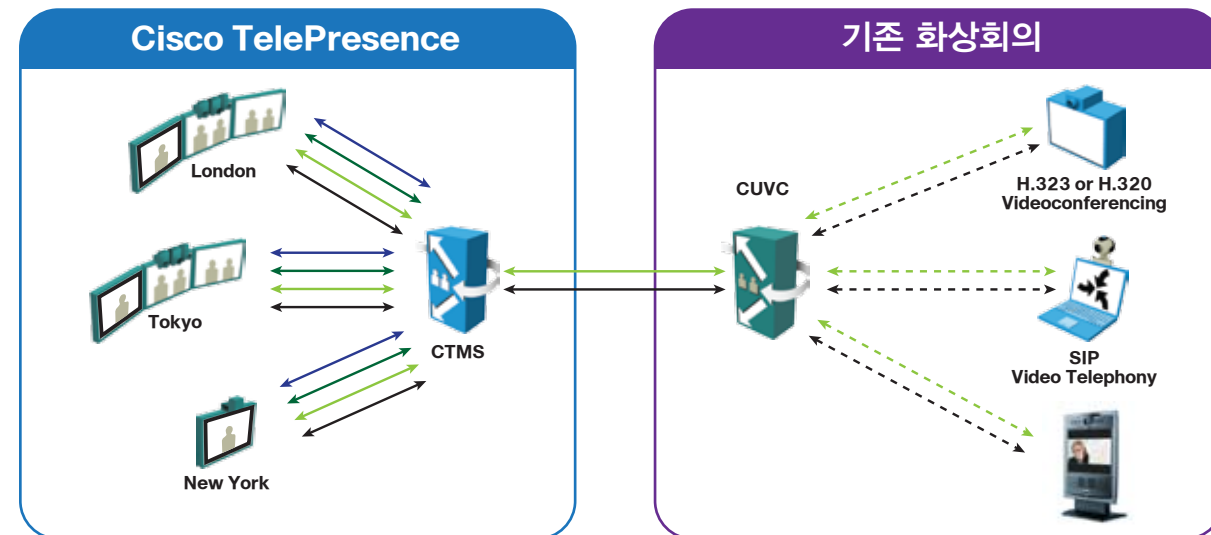 Cisco TelePresence
London
Tokyo
New York
CTMS
기존 화상회의
CUVC
H.323 or H.320
Videoconferencing
SIP
Video Telephony